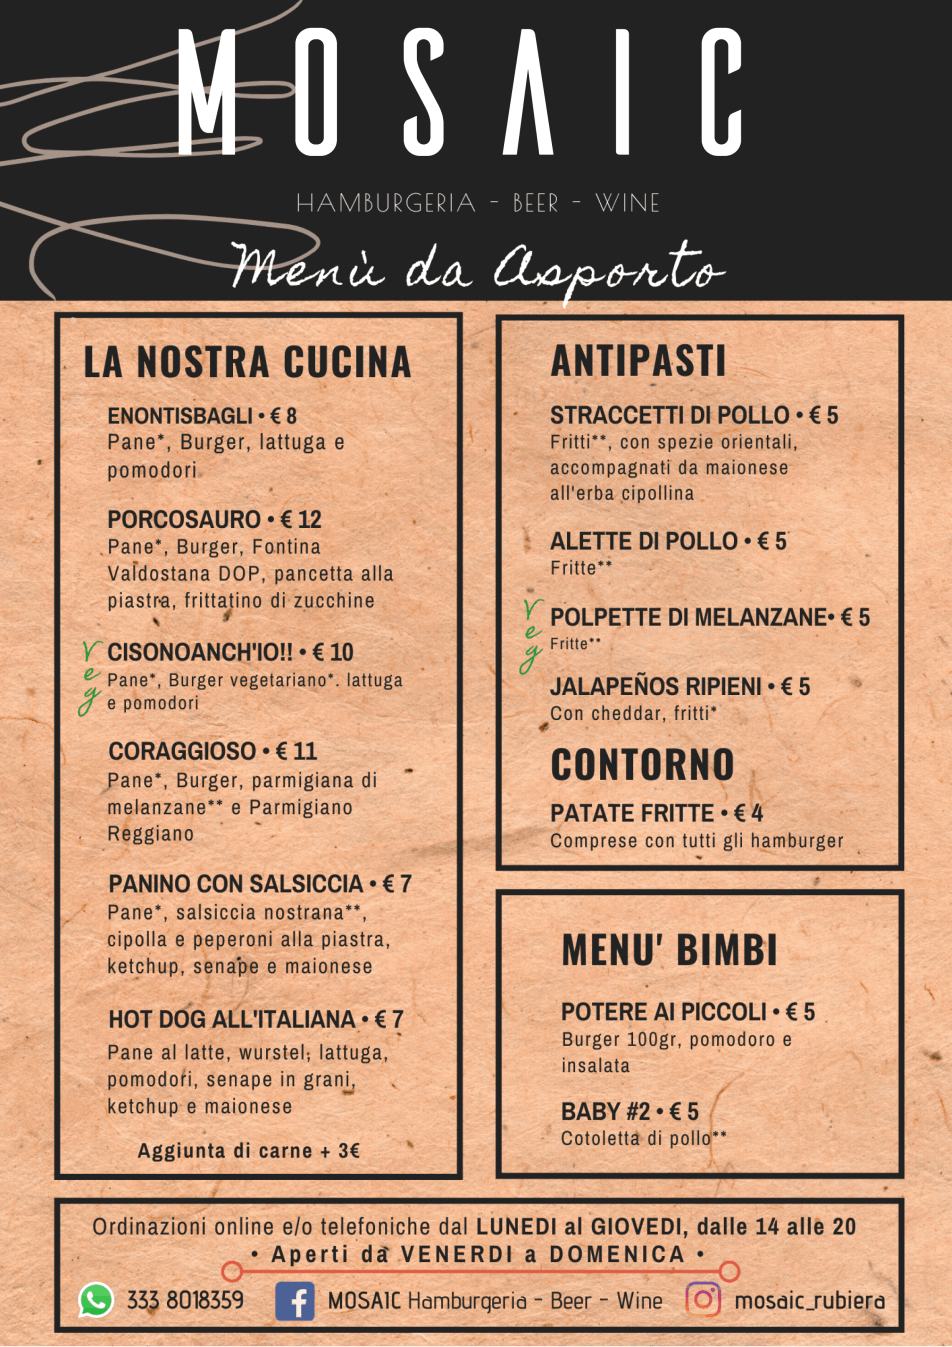 MOSAIC
HAMBURGERIA - BEER - WINE
Menù da Asporto
LA NOSTRA CUCINA
ENONTISBAGLI • € 8
Pane*, Burger, lattuga e
pomodori
PORCOSAURO • € 12
Pane*, Burger, Fontina
Valdostana DOP, pancetta alla
piastra, frittatino di zucchine
Veg
CISONOANCH'IO!! • € 10
Pane*, Burger vegetariano*. lattuga
e pomodori
CORAGGIOSO • € 11
Pane*, Burger, parmigiana di
melanzane** e Parmigiano
Reggiano
PANINO CON SALSICCIA • € 7
Pane*, salsiccia nostrana**,
cipolla e peperoni alla piastra,
ketchup, senape e maionese
HOT DOG ALL'ITALIANA • € 7
Pane al latte, wurstel, lattuga,
pomodori, senape in grani,
ketchup e maionese
Aggiunta di carne + 3€
ANTIPASTI
STRACCETTI DI POLLO • € 5
Fritti**, con spezie orientali,
accompagnati da maionese
all'erba cipollina
ALETTE DI POLLO • € 5
Fritte**
Veg
POLPETTE DI MELANZANE• € 5
Fritte**
JALAPEÑOS RIPIENI • € 5
Con cheddar, fritti*
CONTORNO
PATATE FRITTE • € 4
Comprese con tutti gli hamburger
MENU' BIMBI
POTERE AI PICCOLI • € 5
Burger 100gr, pomodoro e
insalata
BABY #2 • € 5
Cotoletta di pollo**
Ordinazioni online e/o telefoniche dal LUNEDI al GIOVEDI, dalle 14 alle 20
• Aperti da VENERDI a DOMENICA •
333 8018359
MOSAIC Hamburgeria - Beer - Wine
mosaic_rubiera